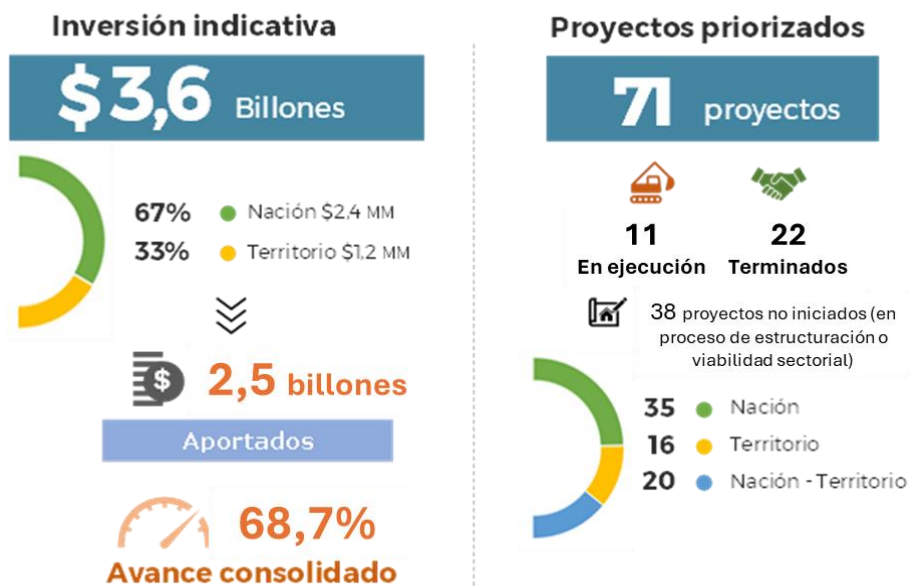 Inversión indicativa
$3,6 Billones
67% Nación $2,4 MM
33% Territorio $1,2 MM
$
2,5 billones
Aportados
68,7%
Avance consolidado
Proyectos priorizados
71 proyectos
11 22
En ejecución Terminados
38 proyectos no iniciados (en
proceso de estructuración o
viabilidad sectorial)
35 Nación
16 Territorio
20 Nación - Territorio